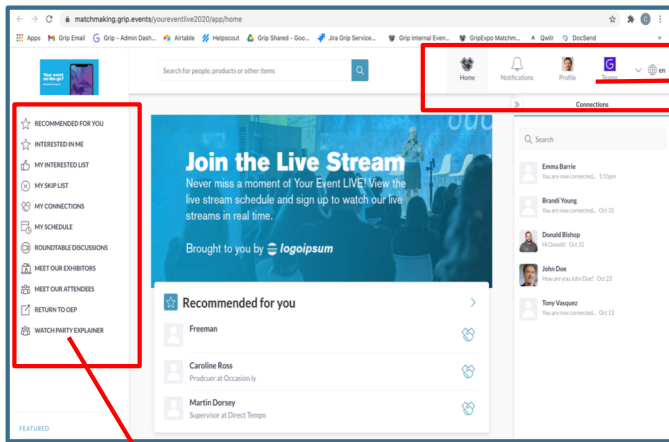 matchmaking.grip.events/youreventlive2020/app/home
Apps Grip Email Grip - Admin Dash... Airtable Helpscout Grip Shared - Goo... Jira Grip Service... Grip Internal Even... GripExpo Matchm... Qwilr DocSend
Your event on-the-go?
Search for people, products or other items
Home Notifications Profile Teams en
Connections
RECOMMENDED FOR YOU
INTERESTED IN ME
MY INTERESTED LIST
MY SKIP LIST
MY CONNECTIONS
MY SCHEDULE
ROUNDTABLE DISCUSSIONS
MEET OUR EXHIBITORS
MEET OUR ATTENDEES
RETURN TO OEP
WATCH PARTY EXPLAINER
FEATURED
Join the Live Stream
Never miss a moment of Your Event LIVE! View the
live stream schedule and sign up to watch our live
streams in real time.
Brought to you by logoipsum
Recommended for you
Freeman
Caroline Ross
Prodcuer at Occasion.ly
Martin Dorsey
Supervisor at Direct Tempo
Search
Emma Barrie
You are now connected... 1:55pm
Brandi Young
You are now connected... Oct 31
Donald Bishop
Hi Donald! Oct 31
John Doe
How are you John Doe? Oct 23
Tony Vasquez
You are now connected... Oct 13